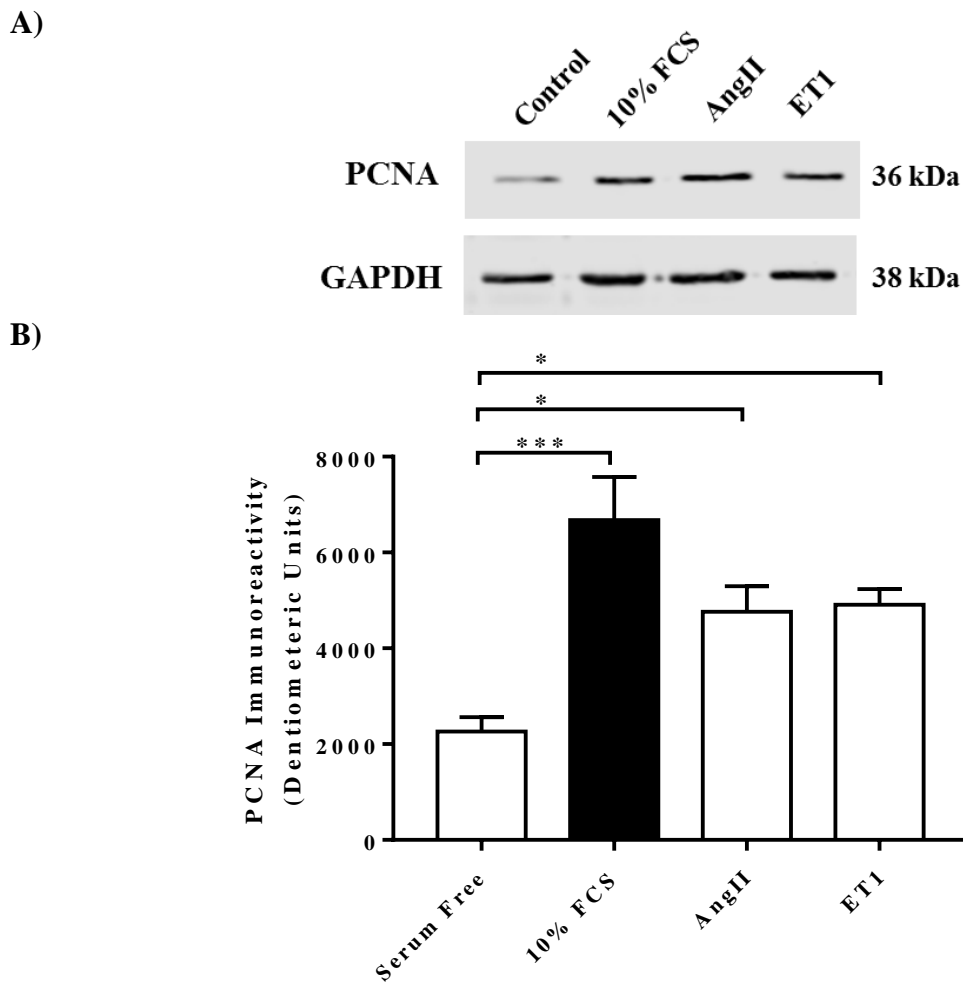 A)
Control 10% FCS AngII ET1
PCNA 36 kDa
GAPDH 38 kDa
B)
*
*
***
PCNA Immunoreactivity
(Dentiometeric Units)
8000
6000
4000
2000
0
Serum Free 10% FCS AngII ET1